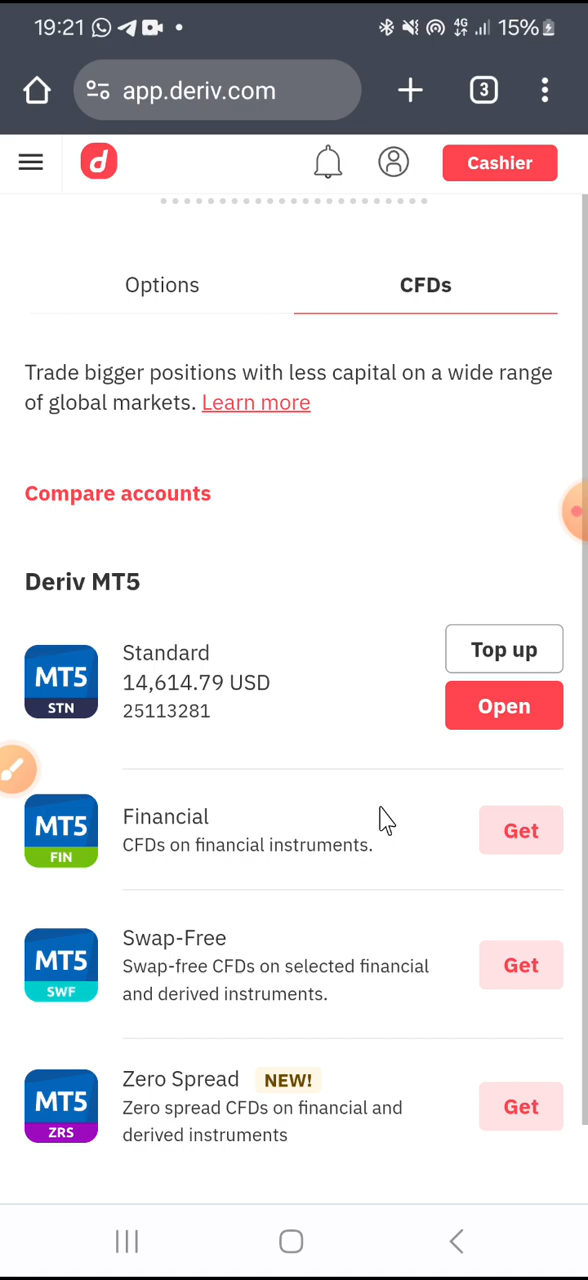 19:21 4G 15%
app.deriv.com 3
d Cashier
Options CFDs
Trade bigger positions with less capital on a wide range
of global markets. Learn more
Compare accounts
Deriv MT5
MT5 STN
Standard
14,614.79 USD
25113281
Top up
Open
MT5 FIN
Financial
CFDs on financial instruments.
Get
MT5 SWF
Swap-Free
Swap-free CFDs on selected financial
and derived instruments.
Get
MT5 ZRS
Zero Spread NEW!
Zero spread CFDs on financial and
derived instruments
Get